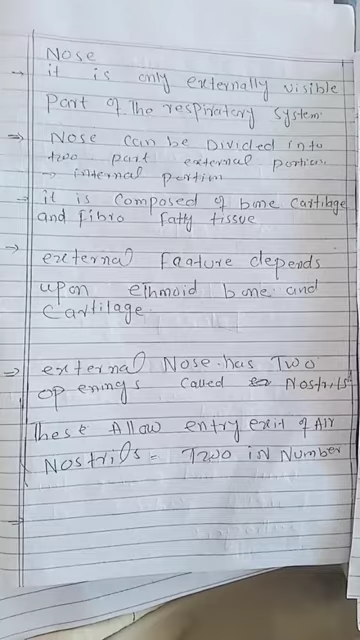 Nose
→ it is only externally visible
Part of the respiratory system
⇒ Nose can be Divided into
two part external portion
→ internal portion
→ it is composed of bone cartilage
and fibro fatty tissue
→ external faature depends
upon ethmoid bone and
Cartilage
⇒ external Nose has Two
openings called Nostrils
These Allow entry exit of Air
Nostrils = Two in Number
→